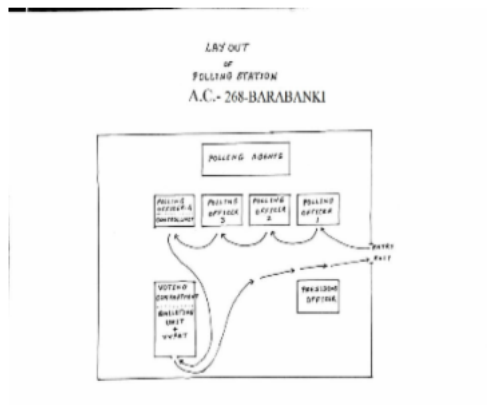 LAY OUT
OF
POLLING STATION
A.C.- 268-BARABANKI
POLLING AGENTS
POLLING
OFFICER-4
CONTROL UNIT
POLLING
OFFICER
3
POLLING
OFFICER
2
POLLING
OFFICER
1
ENTRY
EXIT
VOTING
COMPARTMENT
BALLOTING
UNIT
+
VVPAT
PRESIDING
OFFICER